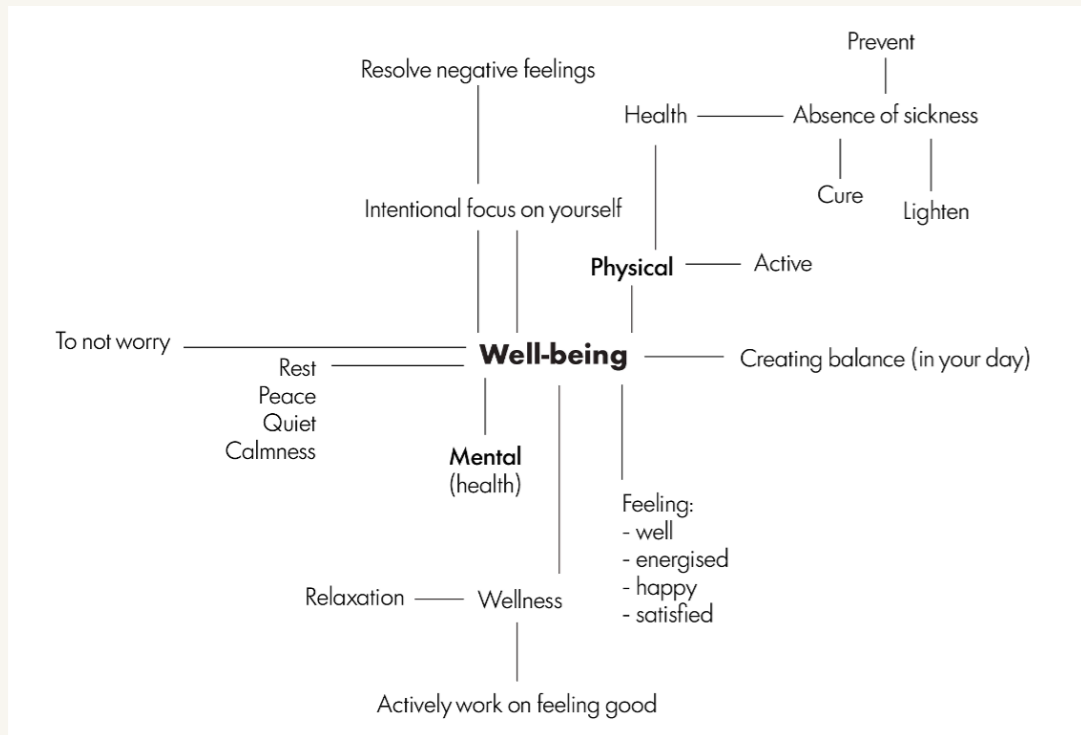 Prevent
Resolve negative feelings
Health
Absence of sickness
Cure
Lighten
Intentional focus on yourself
Physical
Active
To not worry
Well-being
Creating balance (in your day)
Rest
Peace
Quiet
Calmness
Mental
(health)
Feeling:
- well
- energised
- happy
- satisfied
Relaxation
Wellness
Actively work on feeling good